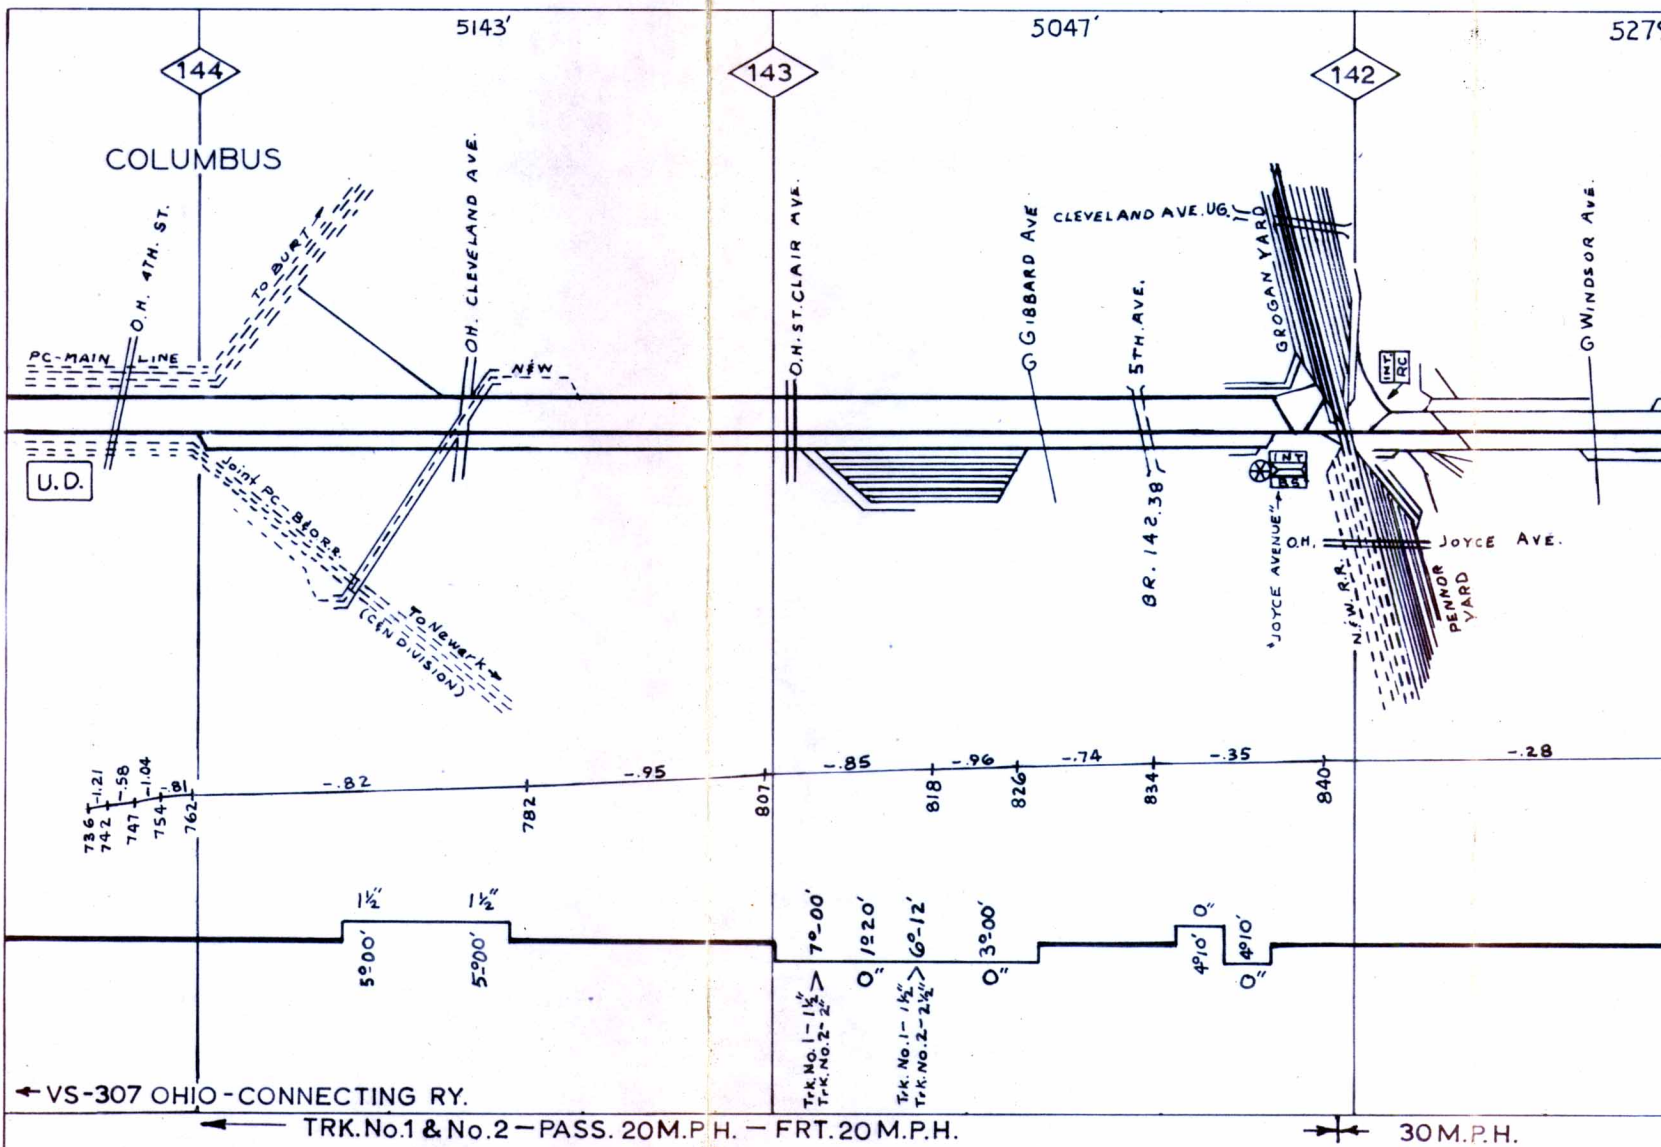 5143'
5047'
5279
144
143
142
COLUMBUS
O.H. 4TH. ST.
TO BURT
OH. CLEVELAND AVE.
O.H. ST. CLAIR AVE.
G GIBBARD AVE
CLEVELAND AVE. UG.
5TH AVE.
GROGAN YARD
G WINDSOR AVE.
PC-MAIN LINE
N&W
INT.
RC
U.D.
Joint PC-B&O R.R.
BR. 142.38
INT
BS
"JOYCE AVENUE"
O.H. JOYCE AVE.
N&W. R.R.
PENNOR
YARD
To Newark
(C&N DIVISION)
-1.21 -.58 -1.04 .81 -.82 -.95 -.85 -.96 -.74 -.35 -.28
736 742 747 754 762 782 807 818 826 834 840
1½" 1½"
5°00' 5°00'
7°-00' 1°20' 6°-12' 3°-00' 4°10' 0" 4°10'
0" 0" 0"
Trk. No. 1 - 1½"
Trk. No. 2 - 2"
Trk. No. 1 - 1½"
Trk. No. 2 - 2½"
VS-307 OHIO-CONNECTING RY.
TRK. No.1 & No.2 - PASS. 20 M.P.H. - FRT. 20 M.P.H.
30 M.P.H.